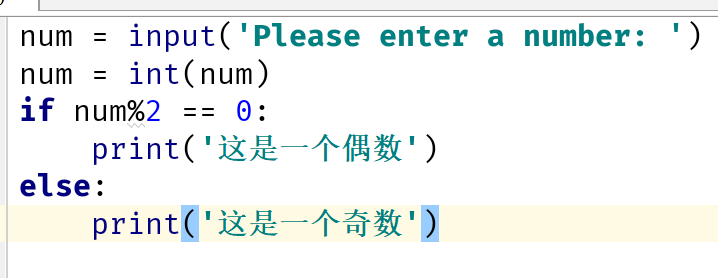 num = input('Please enter a number: ')
num = int(num)
if num%2 == 0:
    print('这是一个偶数')
else:
    print('这是一个奇数')